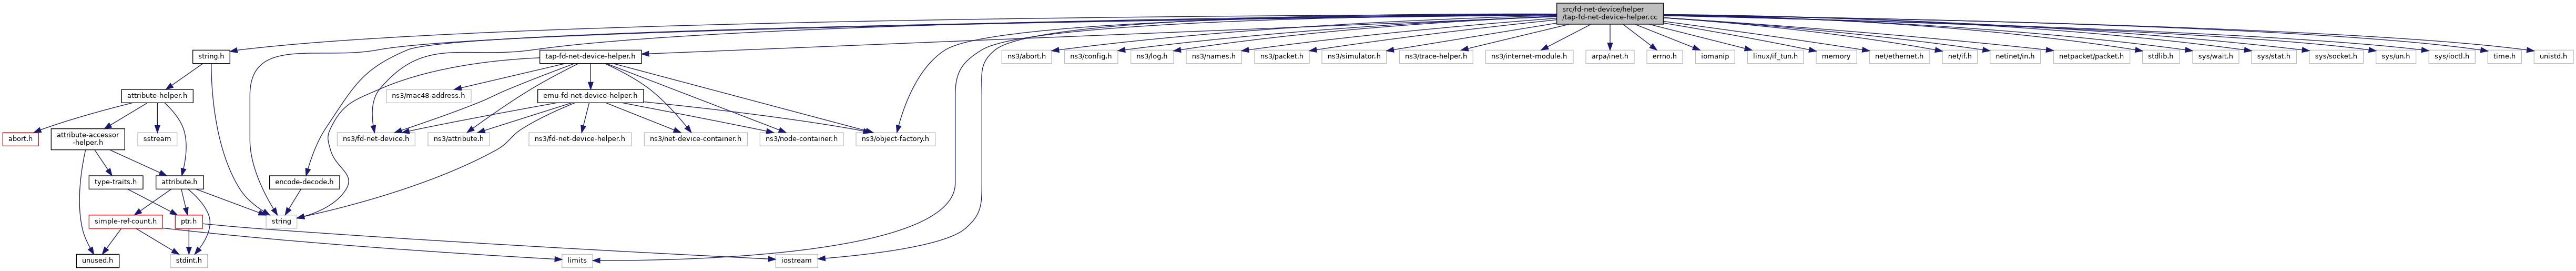 src/fd-net-device/helper
/tap-fd-net-device-helper.cc
string.h
tap-fd-net-device-helper.h
ns3/abort.h
ns3/config.h
ns3/log.h
ns3/names.h
ns3/packet.h
ns3/simulator.h
ns3/trace-helper.h
ns3/internet-module.h
arpa/inet.h
errno.h
iomanip
linux/if_tun.h
memory
net/ethernet.h
net/if.h
netinet/in.h
netpacket/packet.h
stdlib.h
sys/wait.h
sys/stat.h
sys/socket.h
sys/un.h
sys/ioctl.h
time.h
unistd.h
attribute-helper.h
ns3/mac48-address.h
emu-fd-net-device-helper.h
abort.h
attribute-accessor
-helper.h
sstream
ns3/fd-net-device.h
ns3/attribute.h
ns3/fd-net-device-helper.h
ns3/net-device-container.h
ns3/node-container.h
ns3/object-factory.h
type-traits.h
attribute.h
encode-decode.h
simple-ref-count.h
ptr.h
string
unused.h
stdint.h
limits
iostream